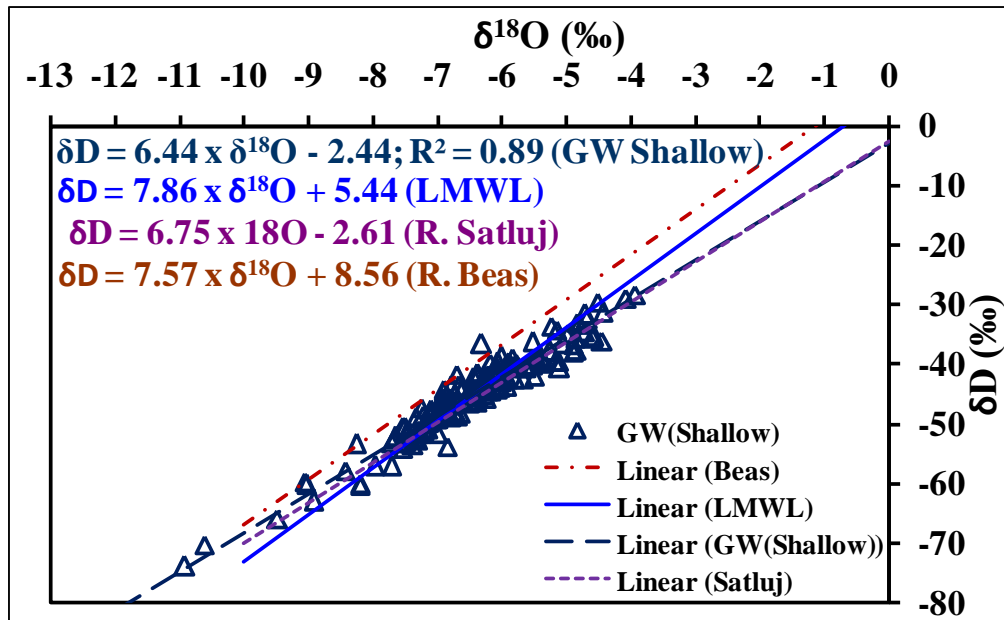 δ¹⁸O (‰)
-13 -12 -11 -10 -9 -8 -7 -6 -5 -4 -3 -2 -1 0
0
δD = 6.44 x δ¹⁸O - 2.44; R² = 0.89 (GW Shallow)
δD = 7.86 x δ¹⁸O + 5.44 (LMWL)
-10
δD = 6.75 x 18O - 2.61 (R. Satluj)
-20
δD = 7.57 x δ¹⁸O + 8.56 (R. Beas)
-30
-40
δD (‰)
-50
GW(Shallow)
Linear (Beas)
-60
Linear (LMWL)
Linear (GW(Shallow))
-70
Linear (Satluj)
-80